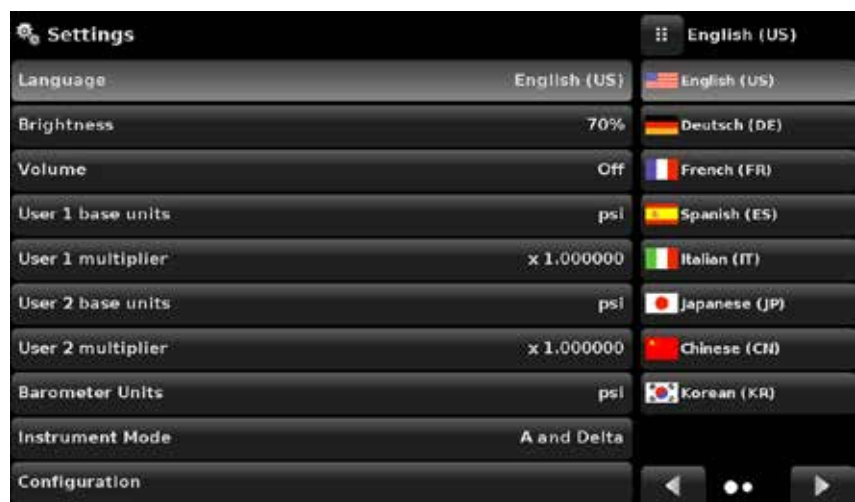 Settings
English (US)
Language English (US)
Brightness 70%
Volume Off
User 1 base units psi
User 1 multiplier x 1.000000
User 2 base units psi
User 2 multiplier x 1.000000
Barometer Units psi
Instrument Mode A and Delta
Configuration
English (US)
Deutsch (DE)
French (FR)
Spanish (ES)
Italian (IT)
Japanese (JP)
Chinese (CN)
Korean (KR)